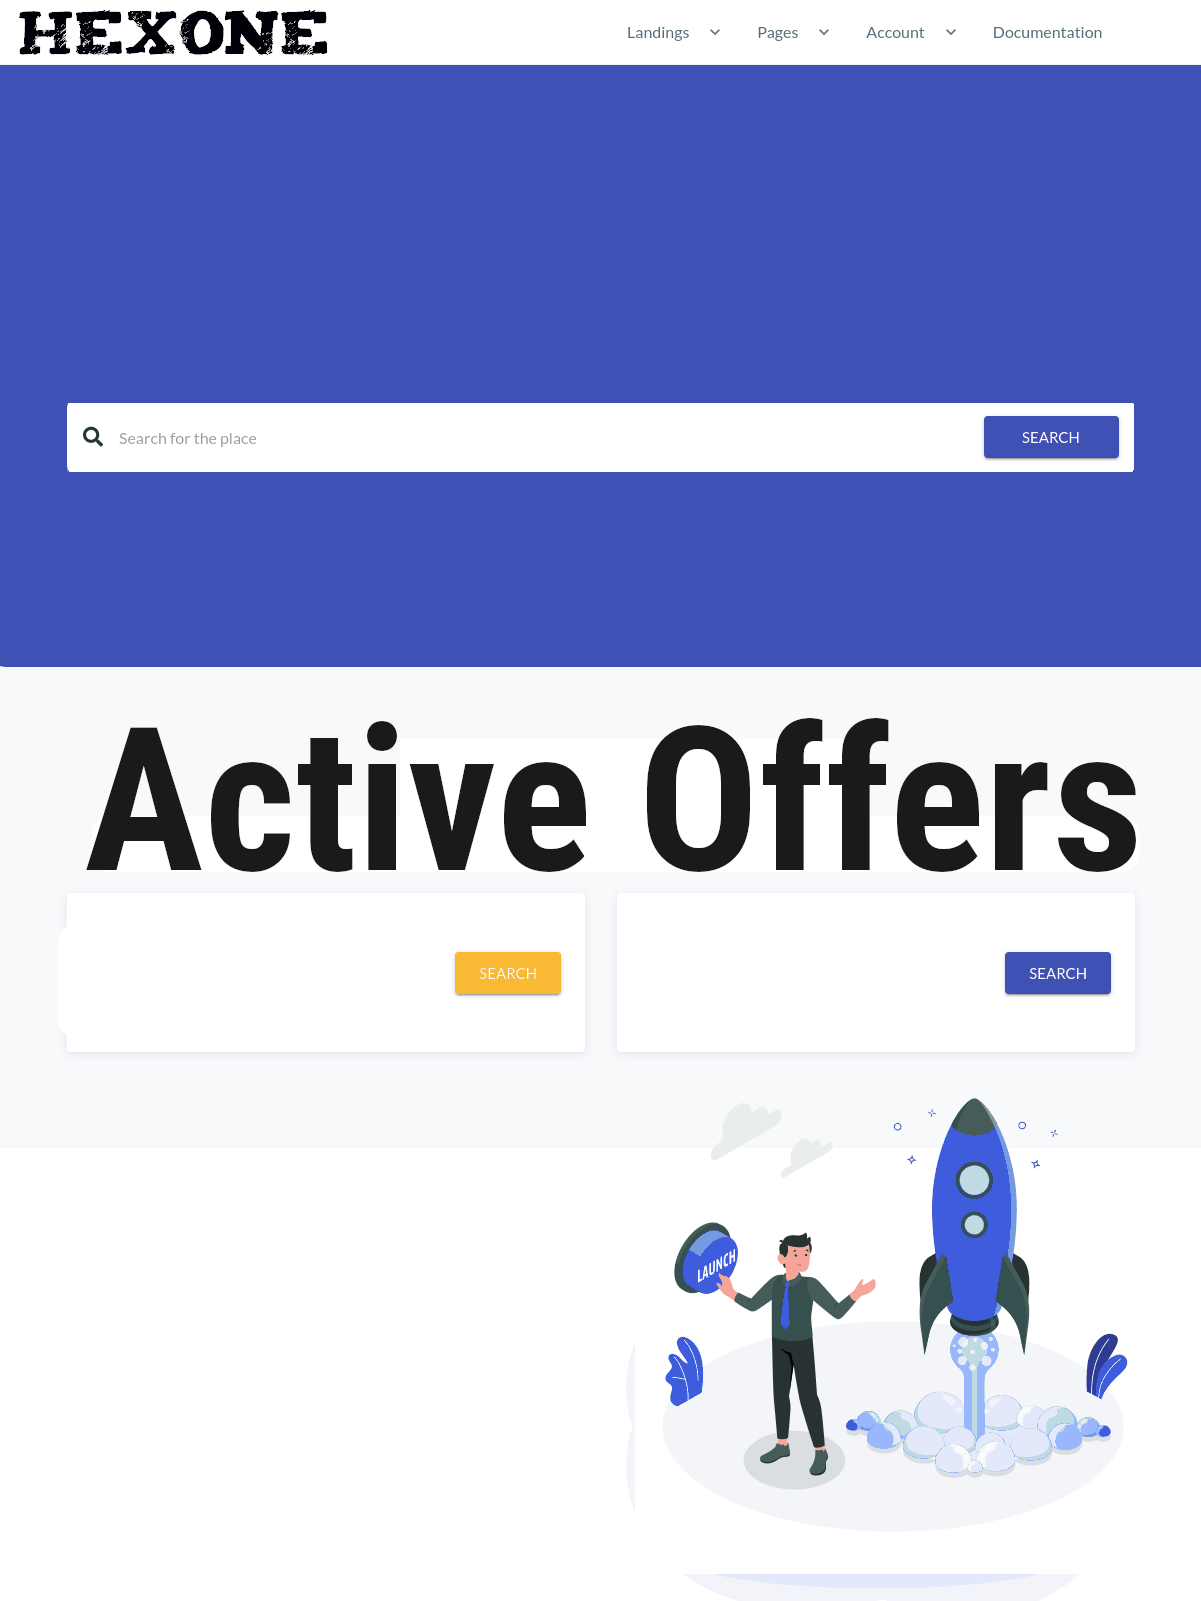 HEXONE
Landings Pages Account Documentation
Search for the place SEARCH
Active Offers
SEARCH SEARCH
LAUNCH